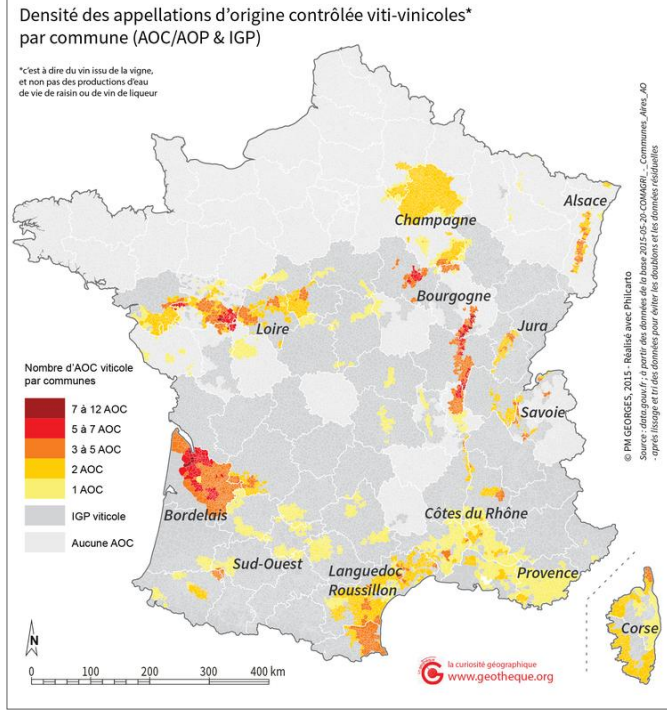 Densité des appellations d'origine contrôlée viti-vinicoles*
par commune (AOC/AOP & IGP)
*c'est à dire du vin issu de la vigne,
et non pas des productions d'eau
de vie de raisin ou de vin de liqueur
Champagne
Alsace
Bourgogne
Loire
Jura
Savoie
Nombre d'AOC viticole
par communes
7 à 12 AOC
5 à 7 AOC
3 à 5 AOC
2 AOC
1 AOC
IGP viticole
Aucune AOC
Bordelais
Côtes du Rhône
Sud-Ouest
Languedoc
Roussillon
Provence
Corse
N
0 100 200 300 400 km
la curiosité géographique
www.geotheque.org
© PM GEORGES, 2015 - Réalisé avec Philcarto
Source : data.gouv.fr ; à partir des données de la base 2015-05-20-COMAGRI_-_Communes_Aires_AO
- après lissage et tri des données pour éviter les doublons et les données résiduelles